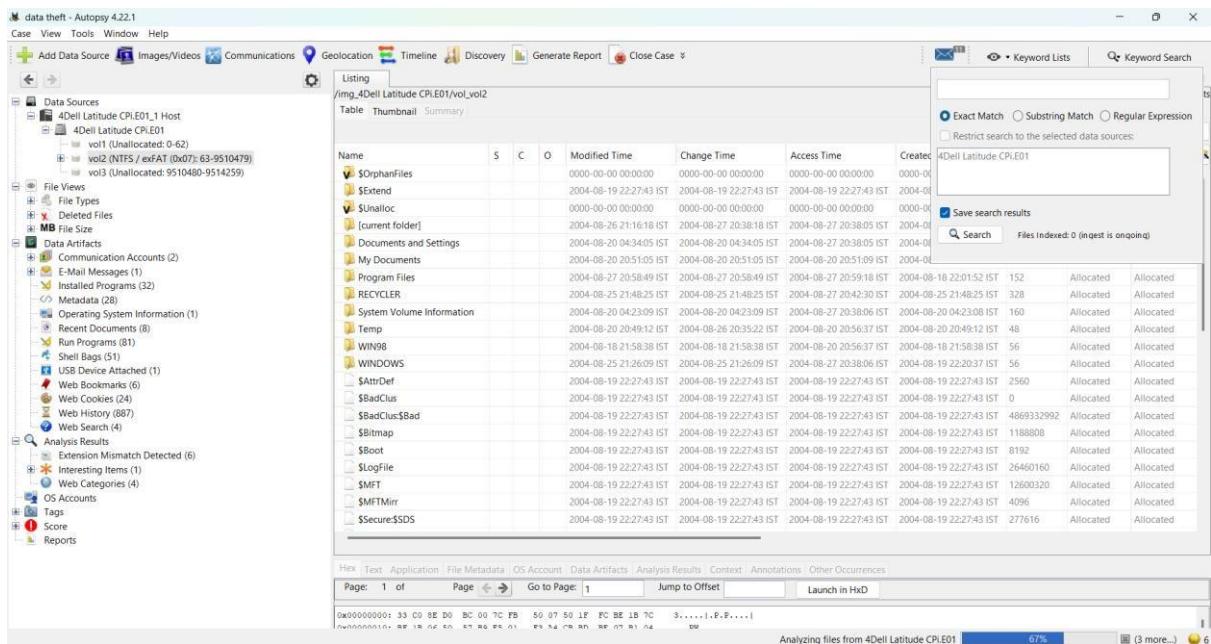 data theft - Autopsy 4.22.1
Case View Tools Window Help
Add Data Source Images/Videos Communications Geolocation Timeline Discovery Generate Report Close Case Keyword Lists Keyword Search
Listing
/img_4Dell Latitude CPi.E01/vol_vol2
Table Thumbnail Summary
Name S C O Modified Time Change Time Access Time Created
$OrphanFiles 0000-00-00 00:00:00 0000-00-00 00:00:00 0000-00-00 00:00:00 0000-00
$Extend 2004-08-19 22:27:43 IST 2004-08-19 22:27:43 IST 2004-08-19 22:27:43 IST 2004-08
$Unalloc 0000-00-00 00:00:00 0000-00-00 00:00:00 0000-00-00 00:00:00 0000-00
[current folder] 2004-08-26 21:16:18 IST 2004-08-27 20:38:18 IST 2004-08-27 20:38:05 IST 2004-08
Documents and Settings 2004-08-20 04:34:05 IST 2004-08-20 04:34:05 IST 2004-08-27 20:38:05 IST 2004-08
My Documents 2004-08-20 20:51:05 IST 2004-08-20 20:51:05 IST 2004-08-20 20:51:09 IST 2004-08
Program Files 2004-08-27 20:58:49 IST 2004-08-27 20:58:49 IST 2004-08-27 20:59:18 IST 2004-08-18 22:01:52 IST 152 Allocated Allocated
RECYCLER 2004-08-25 21:48:25 IST 2004-08-25 21:48:25 IST 2004-08-27 20:42:30 IST 2004-08-25 21:48:25 IST 328 Allocated Allocated
System Volume Information 2004-08-20 04:23:09 IST 2004-08-20 04:23:09 IST 2004-08-27 20:38:06 IST 2004-08-20 04:23:08 IST 160 Allocated Allocated
Temp 2004-08-20 20:49:12 IST 2004-08-26 20:35:22 IST 2004-08-27 20:56:37 IST 2004-08-20 20:49:12 IST 48 Allocated Allocated
WIN98 2004-08-18 21:58:38 IST 2004-08-18 21:58:38 IST 2004-08-20 20:56:37 IST 2004-08-18 21:58:38 IST 56 Allocated Allocated
WINDOWS 2004-08-25 21:26:09 IST 2004-08-25 21:26:09 IST 2004-08-27 20:38:06 IST 2004-08-19 22:20:37 IST 56 Allocated Allocated
$AttrDef 2004-08-19 22:27:43 IST 2004-08-19 22:27:43 IST 2004-08-19 22:27:43 IST 2004-08-19 22:27:43 IST 2560 Allocated Allocated
$BadClus 2004-08-19 22:27:43 IST 2004-08-19 22:27:43 IST 2004-08-19 22:27:43 IST 2004-08-19 22:27:43 IST 0 Allocated Allocated
$BadClus:$Bad 2004-08-19 22:27:43 IST 2004-08-19 22:27:43 IST 2004-08-19 22:27:43 IST 2004-08-19 22:27:43 IST 4869332992 Allocated Allocated
$Bitmap 2004-08-19 22:27:43 IST 2004-08-19 22:27:43 IST 2004-08-19 22:27:43 IST 2004-08-19 22:27:43 IST 1188808 Allocated Allocated
$Boot 2004-08-19 22:27:43 IST 2004-08-19 22:27:43 IST 2004-08-19 22:27:43 IST 2004-08-19 22:27:43 IST 8192 Allocated Allocated
$LogFile 2004-08-19 22:27:43 IST 2004-08-19 22:27:43 IST 2004-08-19 22:27:43 IST 2004-08-19 22:27:43 IST 26460160 Allocated Allocated
$MFT 2004-08-19 22:27:43 IST 2004-08-19 22:27:43 IST 2004-08-19 22:27:43 IST 2004-08-19 22:27:43 IST 12600320 Allocated Allocated
$MFTMirr 2004-08-19 22:27:43 IST 2004-08-19 22:27:43 IST 2004-08-19 22:27:43 IST 2004-08-19 22:27:43 IST 4096 Allocated Allocated
$Secure:$SDS 2004-08-19 22:27:43 IST 2004-08-19 22:27:43 IST 2004-08-19 22:27:43 IST 2004-08-19 22:27:43 IST 277616 Allocated Allocated
Data Sources
4Dell Latitude CPi.E01_1 Host
4Dell Latitude CPi.E01
vol1 (Unallocated: 0-62)
vol2 (NTFS / exFAT (0x07): 63-9510479)
vol3 (Unallocated: 9510480-9514259)
File Views
File Types
Deleted Files
MB File Size
Data Artifacts
Communication Accounts (2)
E-Mail Messages (1)
Installed Programs (32)
Metadata (28)
Operating System Information (1)
Recent Documents (8)
Run Programs (81)
Shell Bags (51)
USB Device Attached (1)
Web Bookmarks (6)
Web Cookies (24)
Web History (887)
Web Search (4)
Analysis Results
Extension Mismatch Detected (6)
Interesting Items (1)
Web Categories (4)
OS Accounts
Tags
Score
Reports
Exact Match Substring Match Regular Expression
Restrict search to the selected data sources:
4Dell Latitude CPi.E01
Save search results
Search Files Indexed: 0 (ingest is ongoing)
Hex Text Application File Metadata OS Account Data Artifacts Analysis Results Context Annotations Other Occurrences
Page: 1 of Page Go to Page: 1 Jump to Offset Launch in HxD
0x00000000: 33 C0 8E D0 BC 00 7C FB 50 07 50 1F FC BE 1B 7C 3.....|.P.P....|
Analyzing files from 4Dell Latitude CPi.E01 67% (3 more...) 6